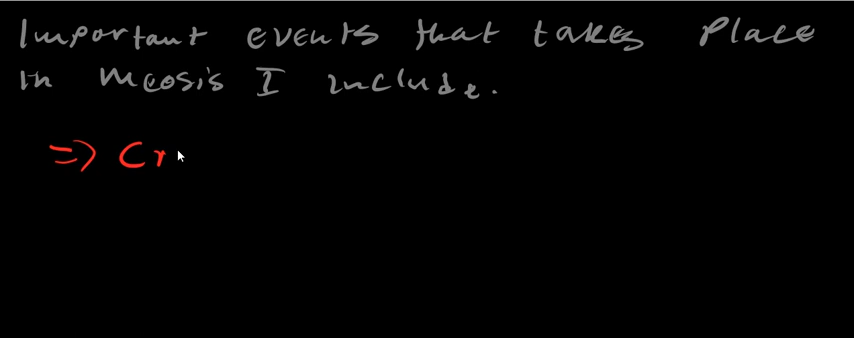 Important events that takes Place
in meosis I include.
=> Cr